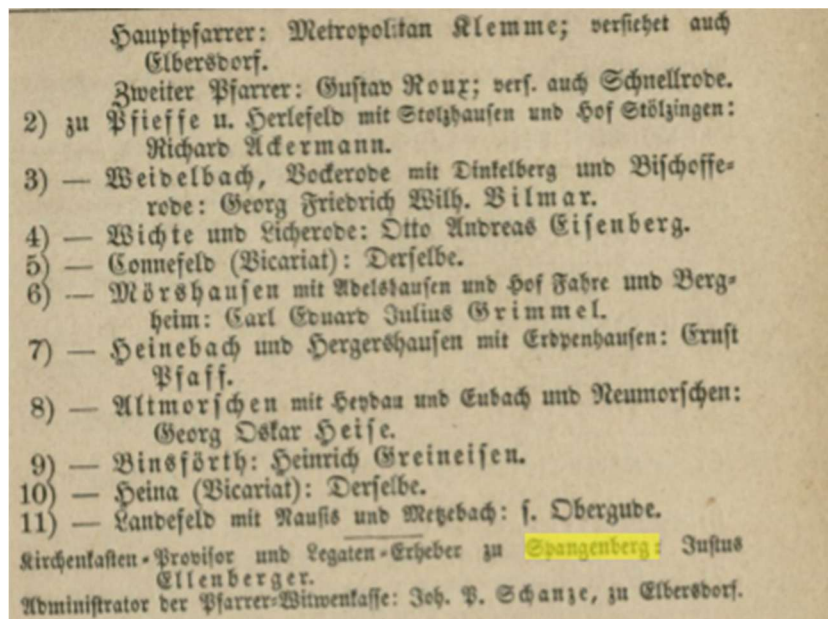 Hauptpfarrer: Metropolitan Klemme; versiehet auch
Elbersdorf.
Zweiter Pfarrer: Gustav Roux; vers. auch Schnellrode.
2) zu Pfieffe u. Herlefeld mit Stolzhausen und Hof Stölzingen:
Richard Ackermann.
3) — Weidelbach, Vockerode mit Dinkelberg und Bischoffe-
rode: Georg Friedrich Wilh. Vilmar.
4) — Wichte und Licherode: Otto Andreas Eisenberg.
5) — Connefeld (Vicariat): Derselbe.
6) — Mörshausen mit Adelshausen und Hof Fahre und Berg-
heim: Carl Eduard Julius Grimmel.
7) — Heinebach und Hergershausen mit Erdpenhausen: Ernst
Pfaff.
8) — Altmorschen mit Heydau und Eubach und Neumorschen:
Georg Oskar Heise.
9) — Binsförth: Heinrich Greineisen.
10) — Heina (Vicariat): Derselbe.
11) — Landefeld mit Nausis und Metzebach: s. Obergude.
Kirchenkasten-Provisor und Legaten-Erheber zu Spangenberg: Justus
Ellenberger.
Administrator der Pfarrer-Witwenkasse: Joh. P. Schanze, zu Elbersdorf.